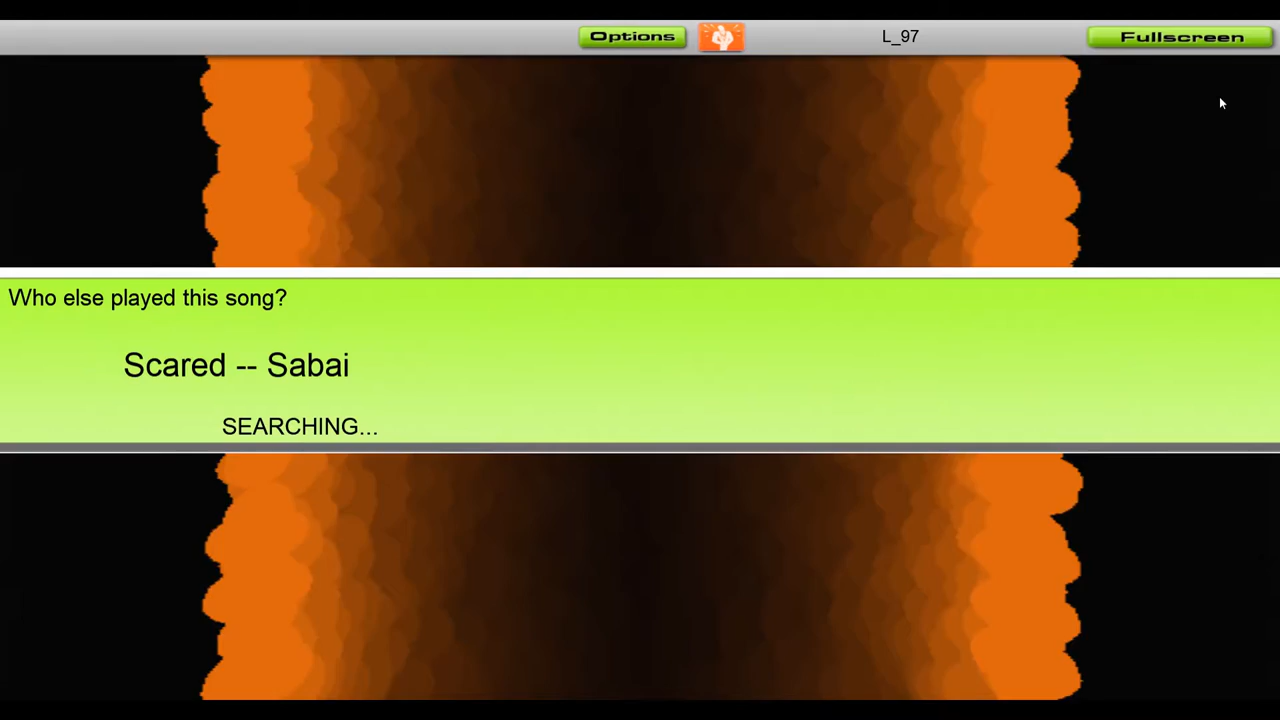 Options
L_97
Fullscreen
Who else played this song?
Scared -- Sabai
SEARCHING...